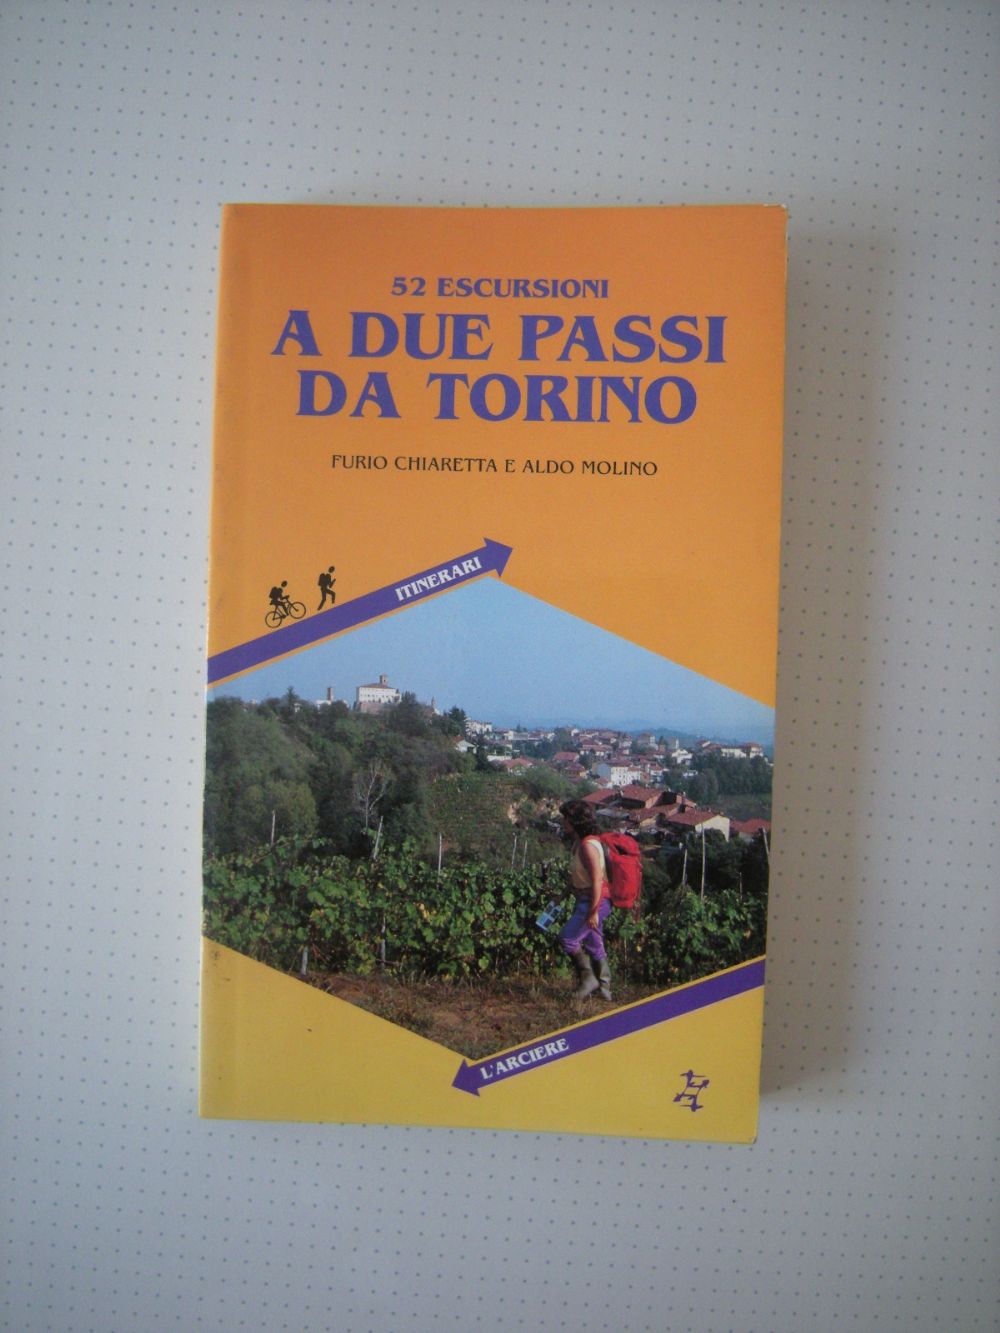 52 ESCURSIONI
A DUE PASSI
DA TORINO
FURIO CHIARETTA E ALDO MOLINO
ITINERARI
L'ARCIERE